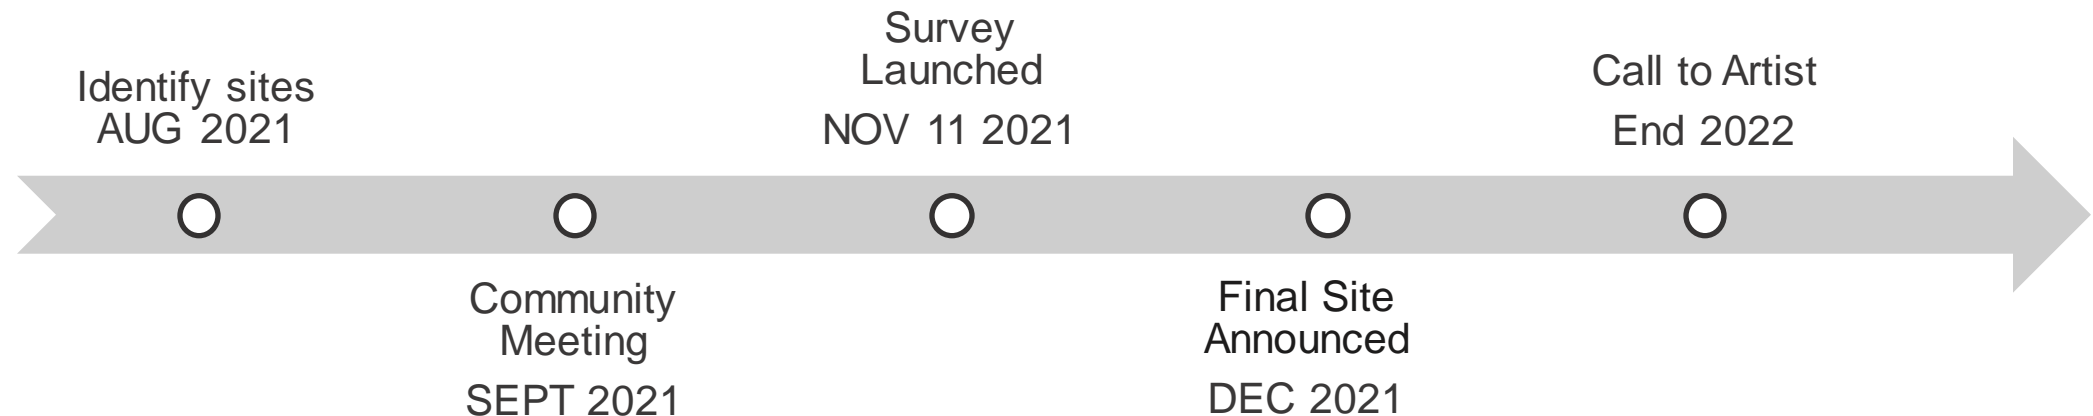 Identify sites
AUG 2021
Community
Meeting
SEPT 2021
Survey
Launched
NOV 11 2021
Final Site
Announced
DEC 2021
Call to Artist
End 2022